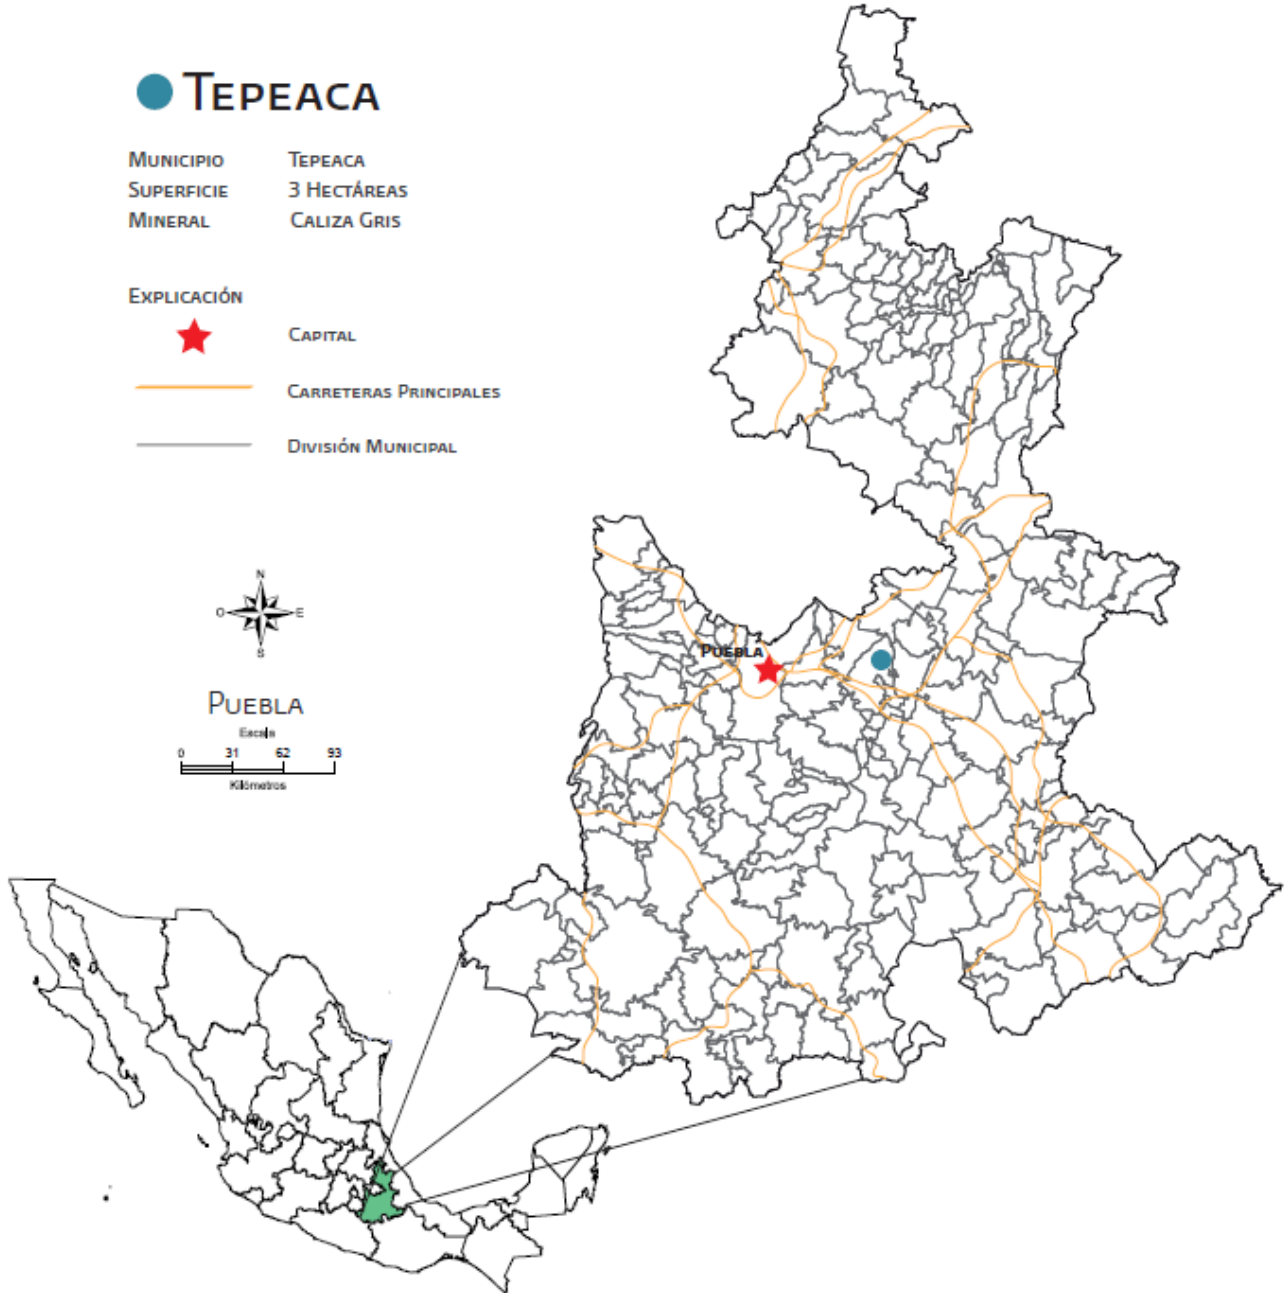 TEPEACA
MUNICIPIO TEPEACA
SUPERFICIE 3 HECTÁREAS
MINERAL CALIZA GRIS
EXPLICACIÓN
CAPITAL
CARRETERAS PRINCIPALES
DIVISIÓN MUNICIPAL
N
O E
S
PUEBLA
Escala
0 31 62 93
Kilómetros
PUEBLA